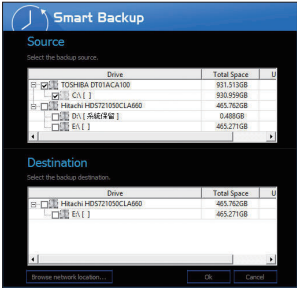 Smart Backup
Source
Select the backup source.
Drive Total Space U
TOSHIBA DT01ACA100 931.513GB
C:\ [ ] 930.959GB
Hitachi HDS721050CLA660 465.762GB
D:\ [ 系統保留 ] 0.488GB
E:\ [ ] 465.271GB
Destination
Select the backup destination.
Drive Total Space U
Hitachi HDS721050CLA660 465.762GB
E:\ [ ] 465.271GB
Browse network location... Ok Cancel